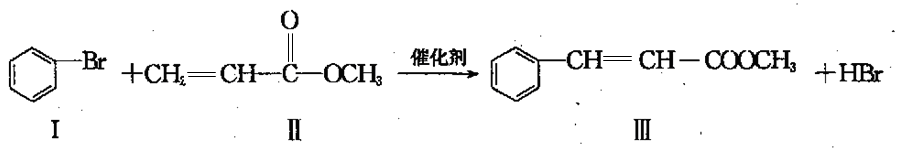 O
Br + CH₂=CH-C-OCH₃ 催化剂 CH=CH-COOCH₃ + HBr
Ⅰ Ⅱ Ⅲ